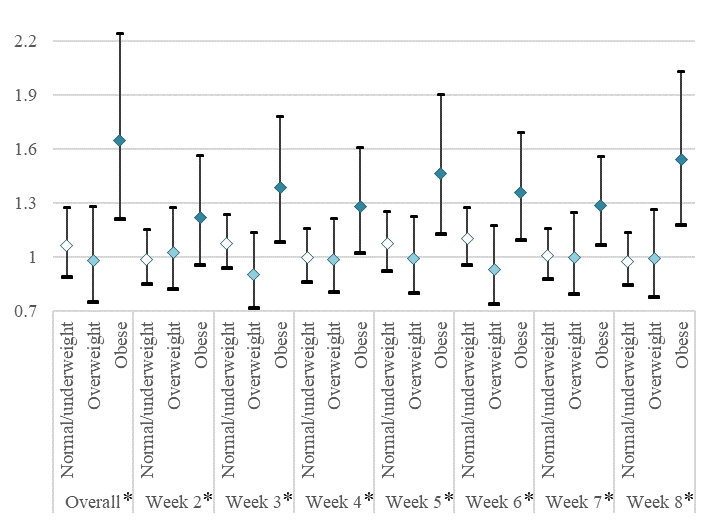 2.2
1.9
1.6
1.3
1
0.7
Normal/underweight
Overweight
Obese
Normal/underweight
Overweight
Obese
Normal/underweight
Overweight
Obese
Normal/underweight
Overweight
Obese
Normal/underweight
Overweight
Obese
Normal/underweight
Overweight
Obese
Normal/underweight
Overweight
Obese
Normal/underweight
Overweight
Obese
Overall* Week 2* Week 3* Week 4* Week 5* Week 6* Week 7* Week 8*